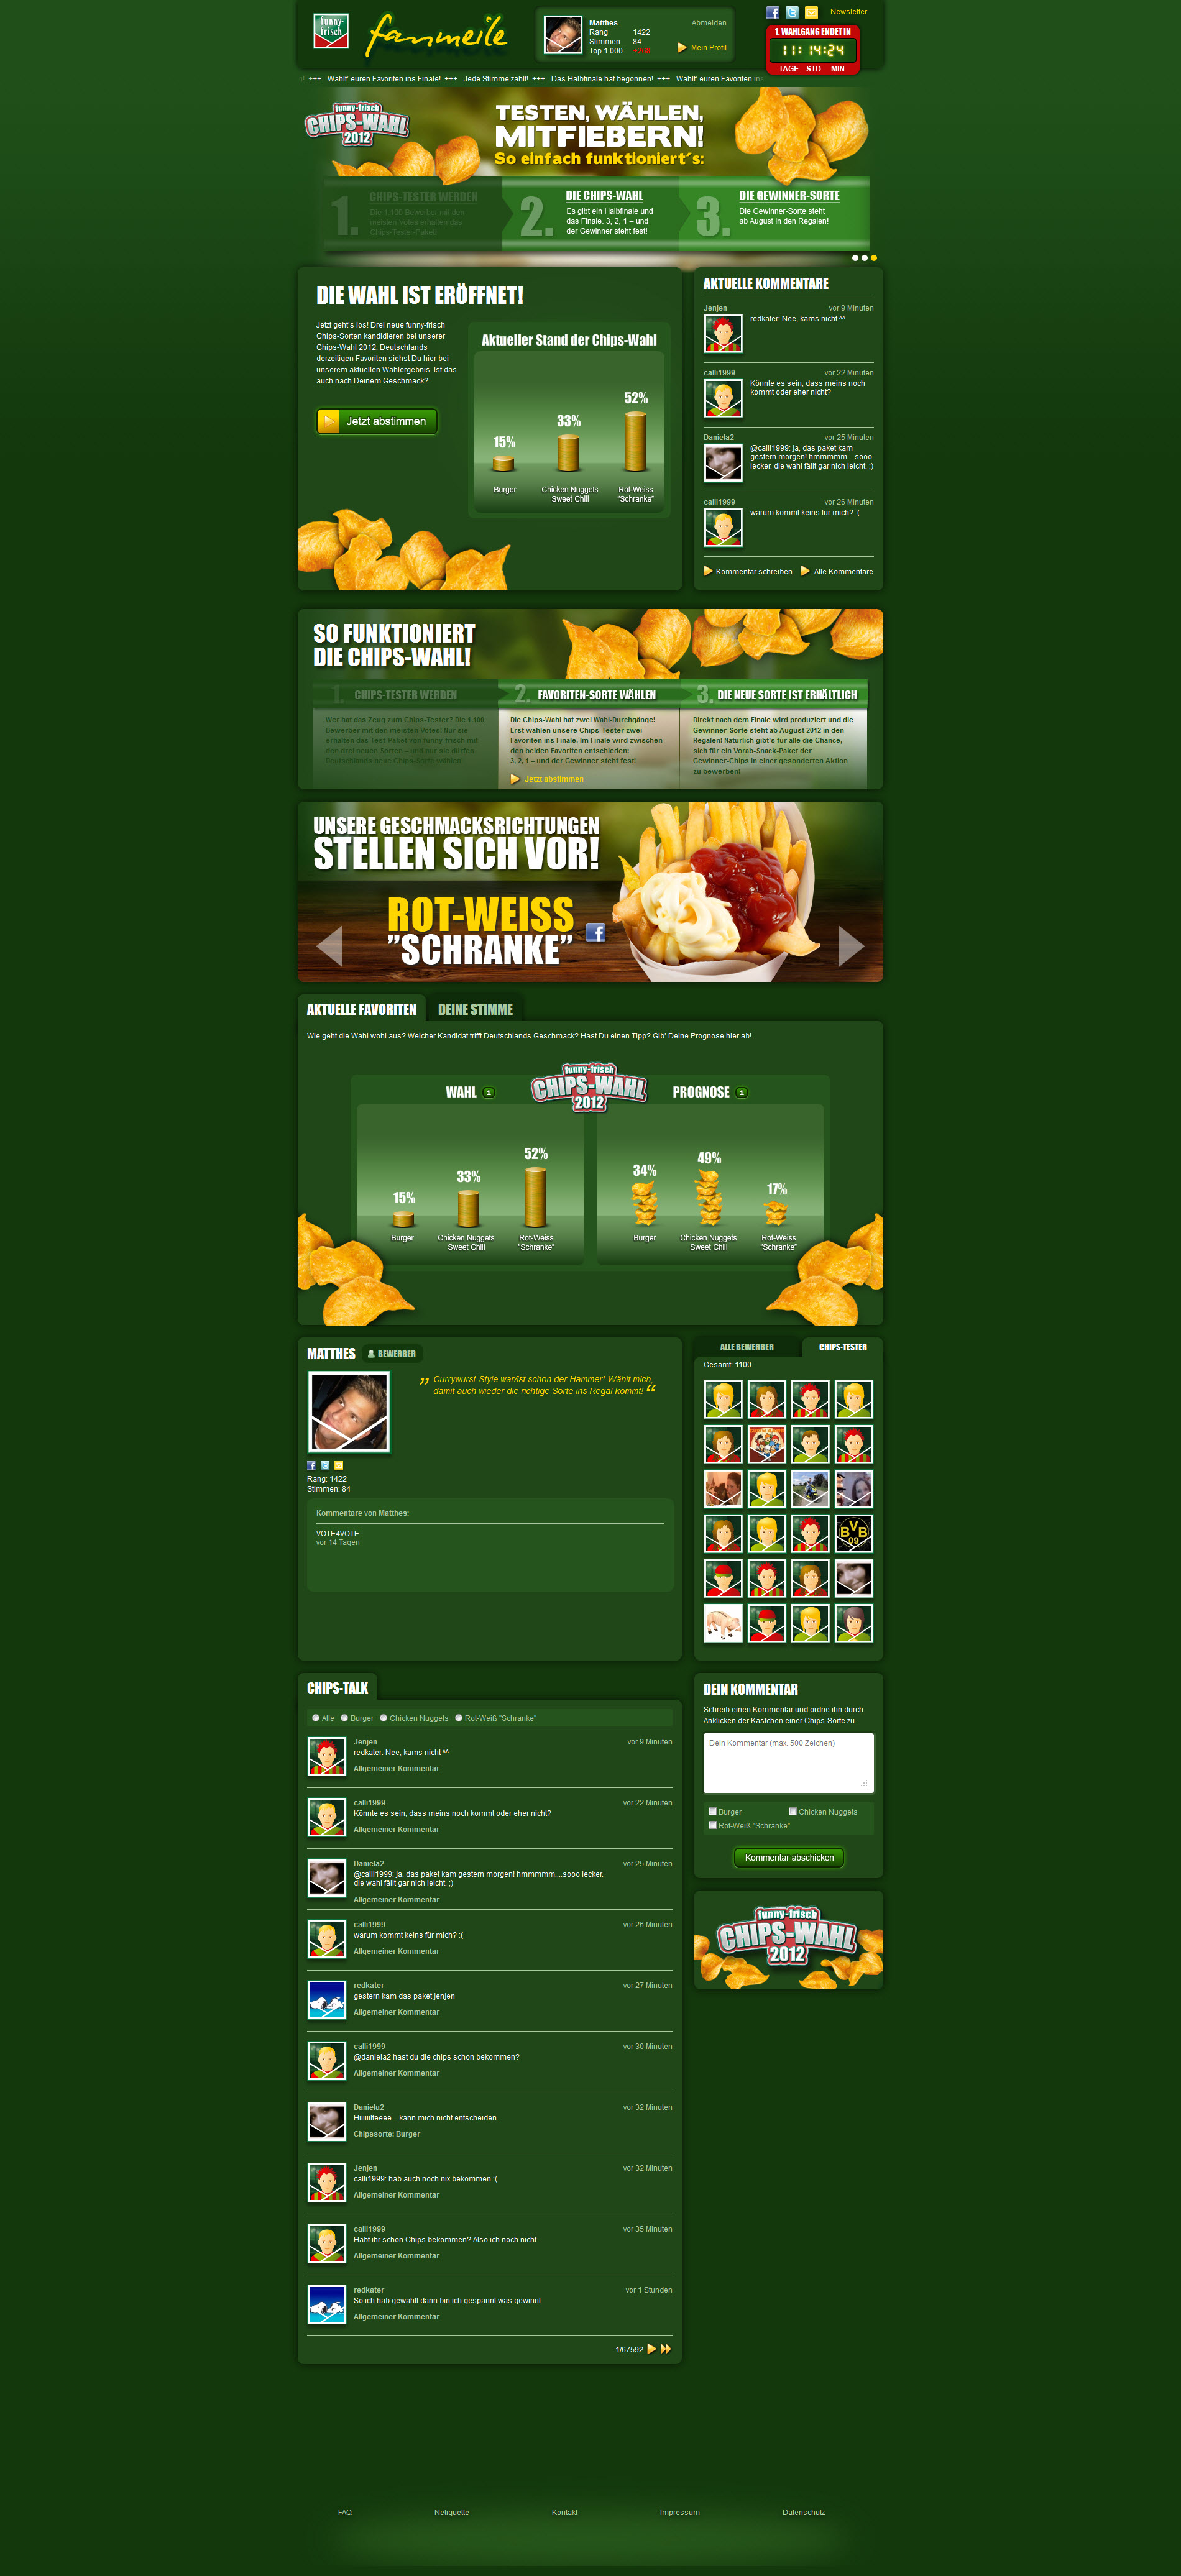 funny-frisch
fanmeile
Matthes
Abmelden
Rang 1422
Stimmen 84
Top 1.000
Mein Profil
Newsletter
1. WAHLGANG ENDET IN
11: 14:24
TAGE STD MIN
! +++ Wählt' euren Favoriten ins Finale! +++ Jede Stimme zählt! +++ Das Halbfinale hat begonnen! +++ Wählt' euren Favoriten ins
funny-frisch
CHIPS-WAHL
2012
TESTEN, WÄHLEN,
MITFIEBERN!
So einfach funktioniert's:
1. CHIPS-TESTER WERDEN
Die 1.100 Bewerber mit den
meisten Votes erhalten das
Chips-Tester-Paket!
2. DIE CHIPS-WAHL
Es gibt ein Halbfinale und
das Finale. 3, 2, 1 – und
der Gewinner steht fest!
3. DIE GEWINNER-SORTE
Die Gewinner-Sorte steht
ab August in den Regalen!
DIE WAHL IST ERÖFFNET!
Jetzt geht's los! Drei neue funny-frisch
Chips-Sorten kandidieren bei unserer
Chips-Wahl 2012. Deutschlands
derzeitigen Favoriten siehst Du hier bei
unserem aktuellen Wahlergebnis. Ist das
auch nach Deinem Geschmack?
Jetzt abstimmen
Aktueller Stand der Chips-Wahl
15%
33%
52%
Burger
Chicken Nuggets
Sweet Chili
Rot-Weiss
"Schranke"
AKTUELLE KOMMENTARE
Jenjen vor 9 Minuten
redkater: Nee, kams nicht ^^
calli1999 vor 22 Minuten
Könnte es sein, dass meins noch
kommt oder eher nicht?
Daniela2 vor 25 Minuten
@calli1999: ja, das paket kam
gestern morgen! hmmmmm....sooo
lecker. die wahl fällt gar nich leicht. ;)
calli1999 vor 26 Minuten
warum kommt keins für mich? :(
Kommentar schreiben
Alle Kommentare
SO FUNKTIONIERT
DIE CHIPS-WAHL!
1. CHIPS-TESTER WERDEN
Wer hat das Zeug zum Chips-Tester? Die 1.100
Bewerber mit den meisten Votes! Nur sie
erhalten das Test-Paket von funny-frisch mit
den drei neuen Sorten – und nur sie dürfen
Deutschlands neue Chips-Sorte wählen!
2. FAVORITEN-SORTE WÄHLEN
Die Chips-Wahl hat zwei Wahl-Durchgänge!
Erst wählen unsere Chips-Tester zwei
Favoriten ins Finale. Im Finale wird zwischen
den beiden Favoriten entschieden:
3, 2, 1 – und der Gewinner steht fest!
Jetzt abstimmen
3. DIE NEUE SORTE IST ERHÄLTLICH
Direkt nach dem Finale wird produziert und die
Gewinner-Sorte steht ab August 2012 in den
Regalen! Natürlich gibt's für alle die Chance,
sich für ein Vorab-Snack-Paket der
Gewinner-Chips in einer gesonderten Aktion
zu bewerben!
UNSERE GESCHMACKSRICHTUNGEN
STELLEN SICH VOR!
ROT-WEISS
"SCHRANKE"
AKTUELLE FAVORITEN
DEINE STIMME
Wie geht die Wahl wohl aus? Welcher Kandidat trifft Deutschlands Geschmack? Hast Du einen Tipp? Gib' Deine Prognose hier ab!
funny-frisch
CHIPS-WAHL
2012
WAHL i
PROGNOSE i
15%
33%
52%
Burger
Chicken Nuggets
Sweet Chili
Rot-Weiss
"Schranke"
34%
49%
17%
Burger
Chicken Nuggets
Sweet Chili
Rot-Weiss
"Schranke"
MATTHES
BEWERBER
" Currywurst-Style war/ist schon der Hammer! Wählt mich,
damit auch wieder die richtige Sorte ins Regal kommt! "
Rang: 1422
Stimmen: 84
Kommentare von Matthes:
VOTE4VOTE
vor 14 Tagen
ALLE BEWERBER
CHIPS-TESTER
Gesamt: 1100
BVB
09
CHIPS-TALK
Alle Burger Chicken Nuggets Rot-Weiß "Schranke"
Jenjen vor 9 Minuten
redkater: Nee, kams nicht ^^
Allgemeiner Kommentar
calli1999 vor 22 Minuten
Könnte es sein, dass meins noch kommt oder eher nicht?
Allgemeiner Kommentar
Daniela2 vor 25 Minuten
@calli1999: ja, das paket kam gestern morgen! hmmmmm....sooo lecker.
die wahl fällt gar nich leicht. ;)
Allgemeiner Kommentar
calli1999 vor 26 Minuten
warum kommt keins für mich? :(
Allgemeiner Kommentar
redkater vor 27 Minuten
gestern kam das paket jenjen
Allgemeiner Kommentar
calli1999 vor 30 Minuten
@daniela2 hast du die chips schon bekommen?
Allgemeiner Kommentar
Daniela2 vor 32 Minuten
Hiiiiiilfeeee....kann mich nicht entscheiden.
Chipssorte: Burger
Jenjen vor 32 Minuten
calli1999: hab auch noch nix bekommen :(
Allgemeiner Kommentar
calli1999 vor 35 Minuten
Habt ihr schon Chips bekommen? Also ich noch nicht.
Allgemeiner Kommentar
redkater vor 1 Stunden
So ich hab gewählt dann bin ich gespannt was gewinnt
Allgemeiner Kommentar
1/67592
DEIN KOMMENTAR
Schreib einen Kommentar und ordne ihn durch
Anklicken der Kästchen einer Chips-Sorte zu.
Dein Kommentar (max. 500 Zeichen)
Burger
Chicken Nuggets
Rot-Weiß "Schranke"
Kommentar abschicken
funny-frisch
CHIPS-WAHL
2012
FAQ
Netiquette
Kontakt
Impressum
Datenschutz